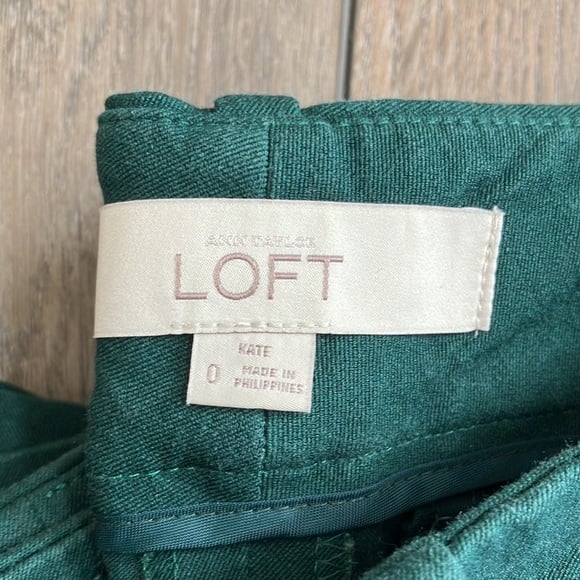 ANN TAYLOR
LOFT
KATE
0 MADE IN
PHILIPPINES